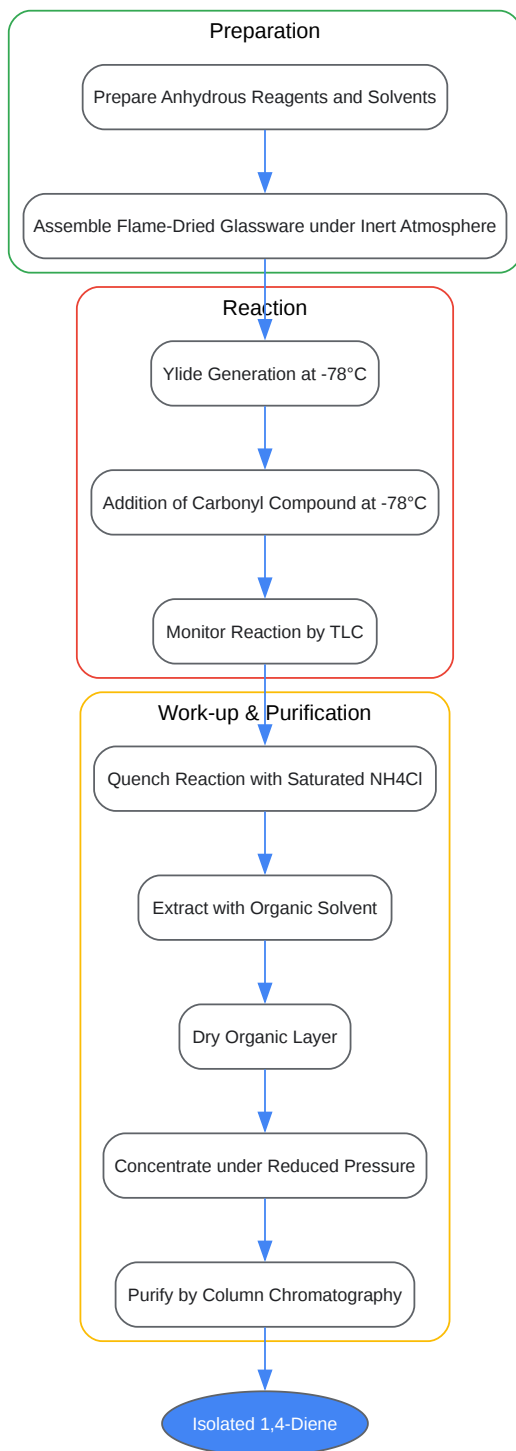 Preparation
Prepare Anhydrous Reagents and Solvents
Assemble Flame-Dried Glassware under Inert Atmosphere
Reaction
Ylide Generation at -78°C
Addition of Carbonyl Compound at -78°C
Monitor Reaction by TLC
Work-up & Purification
Quench Reaction with Saturated NH4Cl
Extract with Organic Solvent
Dry Organic Layer
Concentrate under Reduced Pressure
Purify by Column Chromatography
Isolated 1,4-Diene